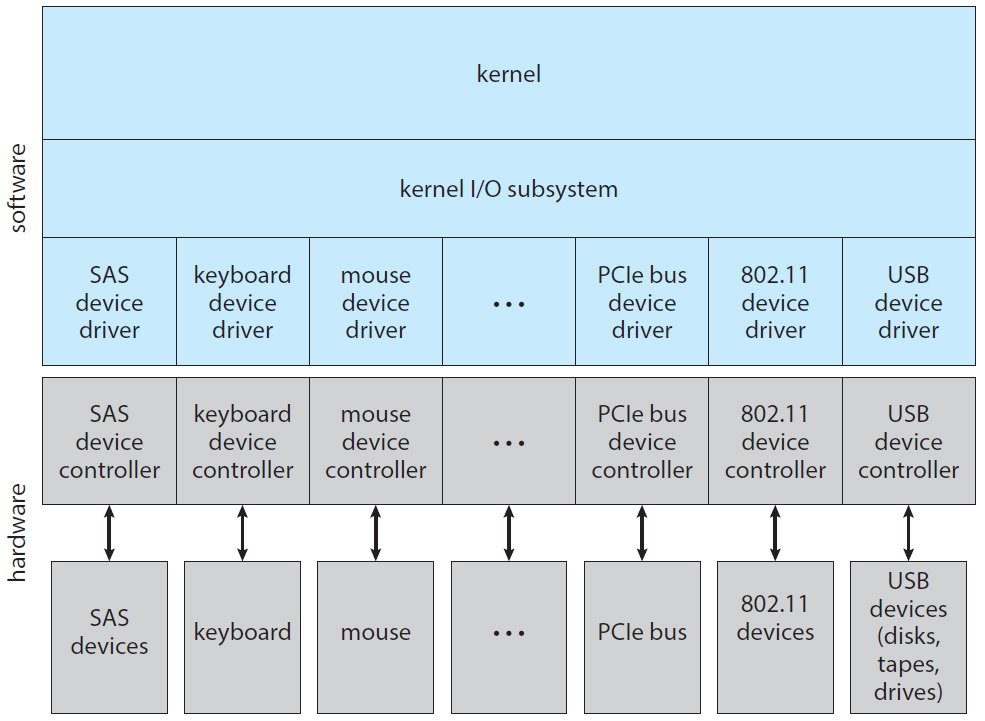 kernel
software
kernel I/O subsystem
SAS
device
driver
keyboard
device
driver
mouse
device
driver
...
PCIe bus
device
driver
802.11
device
driver
USB
device
driver
hardware
SAS
device
controller
keyboard
device
controller
mouse
device
controller
...
PCIe bus
device
controller
802.11
device
controller
USB
device
controller
SAS
devices
keyboard
mouse
...
PCIe bus
802.11
devices
USB
devices
(disks,
tapes,
drives)